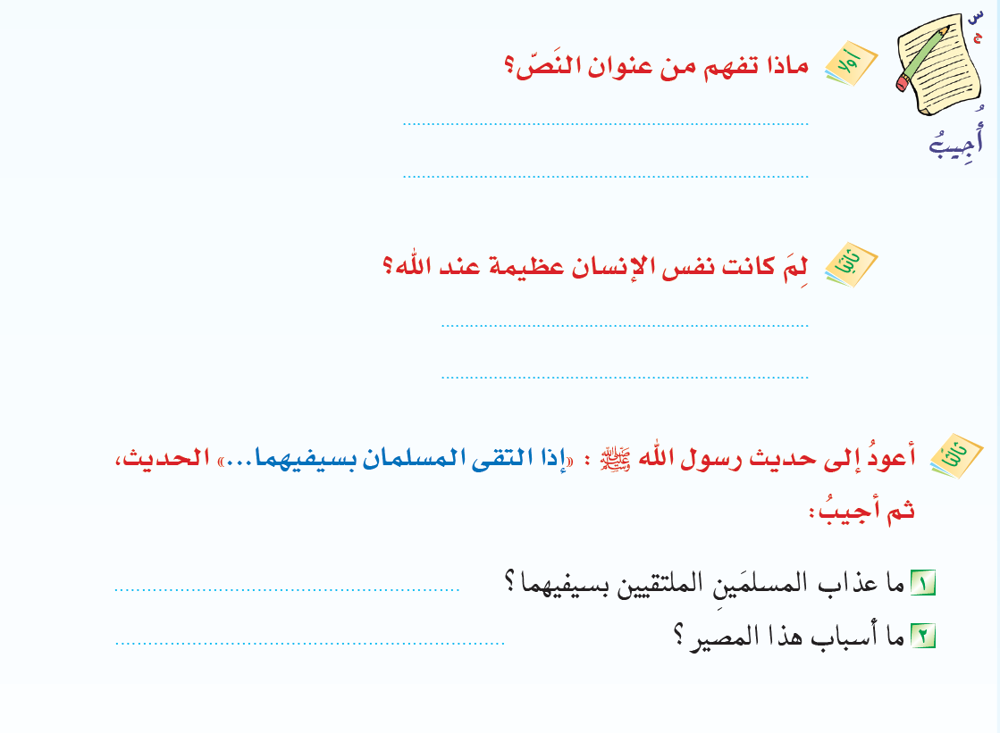 س
ج
أُجِيبُ
أولا
ماذا تفهم من عنوان النَصّ؟
ثانيًا
لِمَ كانت نفس الإنسان عظيمة عند الله؟
ثالثًا
أعودُ إلى حديث رسول الله ﷺ : «إذا التقى المسلمان بسيفيهما...» الحديث،
ثم أجيبُ:
١ ما عذاب المسلمَينِ الملتقيين بسيفيهما؟
٢ ما أسباب هذا المصير؟